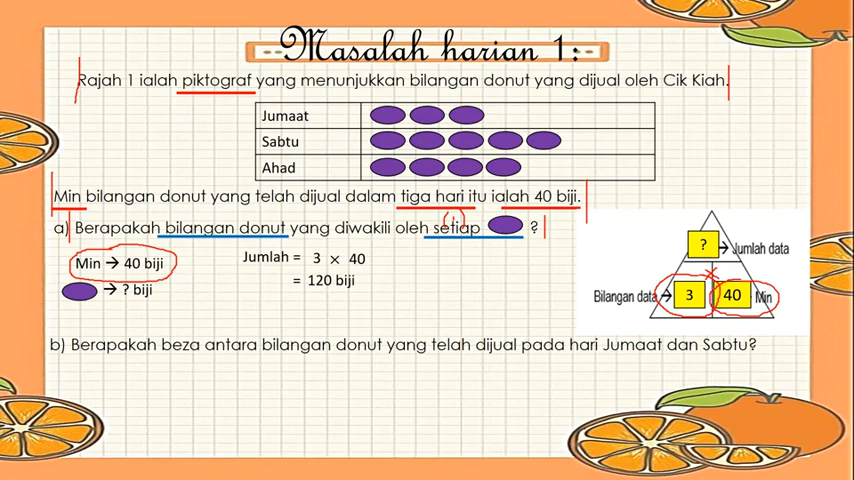 Masalah harian 1:
Rajah 1 ialah piktograf yang menunjukkan bilangan donut yang dijual oleh Cik Kiah.
Jumaat
Sabtu
Ahad
Min bilangan donut yang telah dijual dalam tiga hari itu ialah 40 biji.
a) Berapakah bilangan donut yang diwakili oleh setiap ?
(1)
Min → 40 biji
→ ? biji
Jumlah = 3 × 40
= 120 biji
? → Jumlah data
×
Bilangan data → 3 40 Min
b) Berapakah beza antara bilangan donut yang telah dijual pada hari Jumaat dan Sabtu?